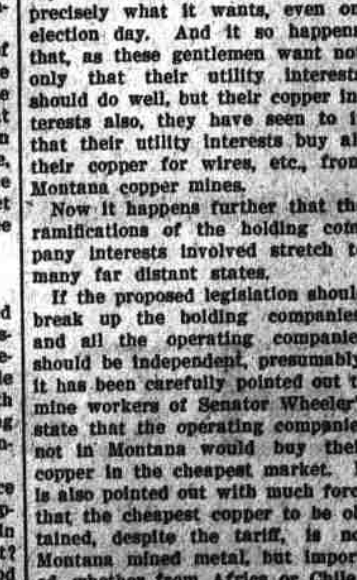 precisely what it wants, even on
election day. And it so happens
that, as these gentlemen want not
only that their utility interests
should do well, but their copper in-
terests also, they have seen to it
that their utility interests buy all
their copper for wires, etc., from
Montana copper mines.
Now it happens further that the
ramifications of the holding com-
pany interests involved stretch to
many far distant states.
If the proposed legislation should
break up the holding companies
and all the operating companies
should be independent, presumably
it has been carefully pointed out
mine workers of Senator Wheeler's
state that the operating companies
not in Montana would buy their
copper in the cheapest market.
is also pointed out with much force
that the cheapest copper to be ob-
tained, despite the tariff, is not
Montana mined metal, but import